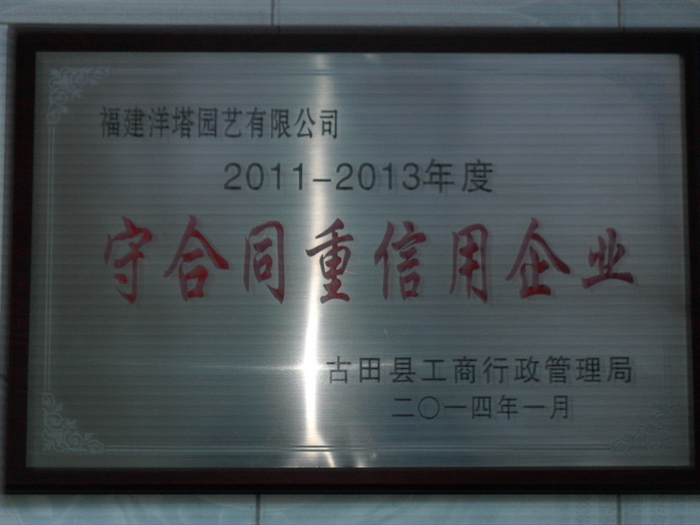 福建洋塔园艺有限公司
2011-2013年度
守合同重信用企业
古田县工商行政管理局
二〇一四年一月